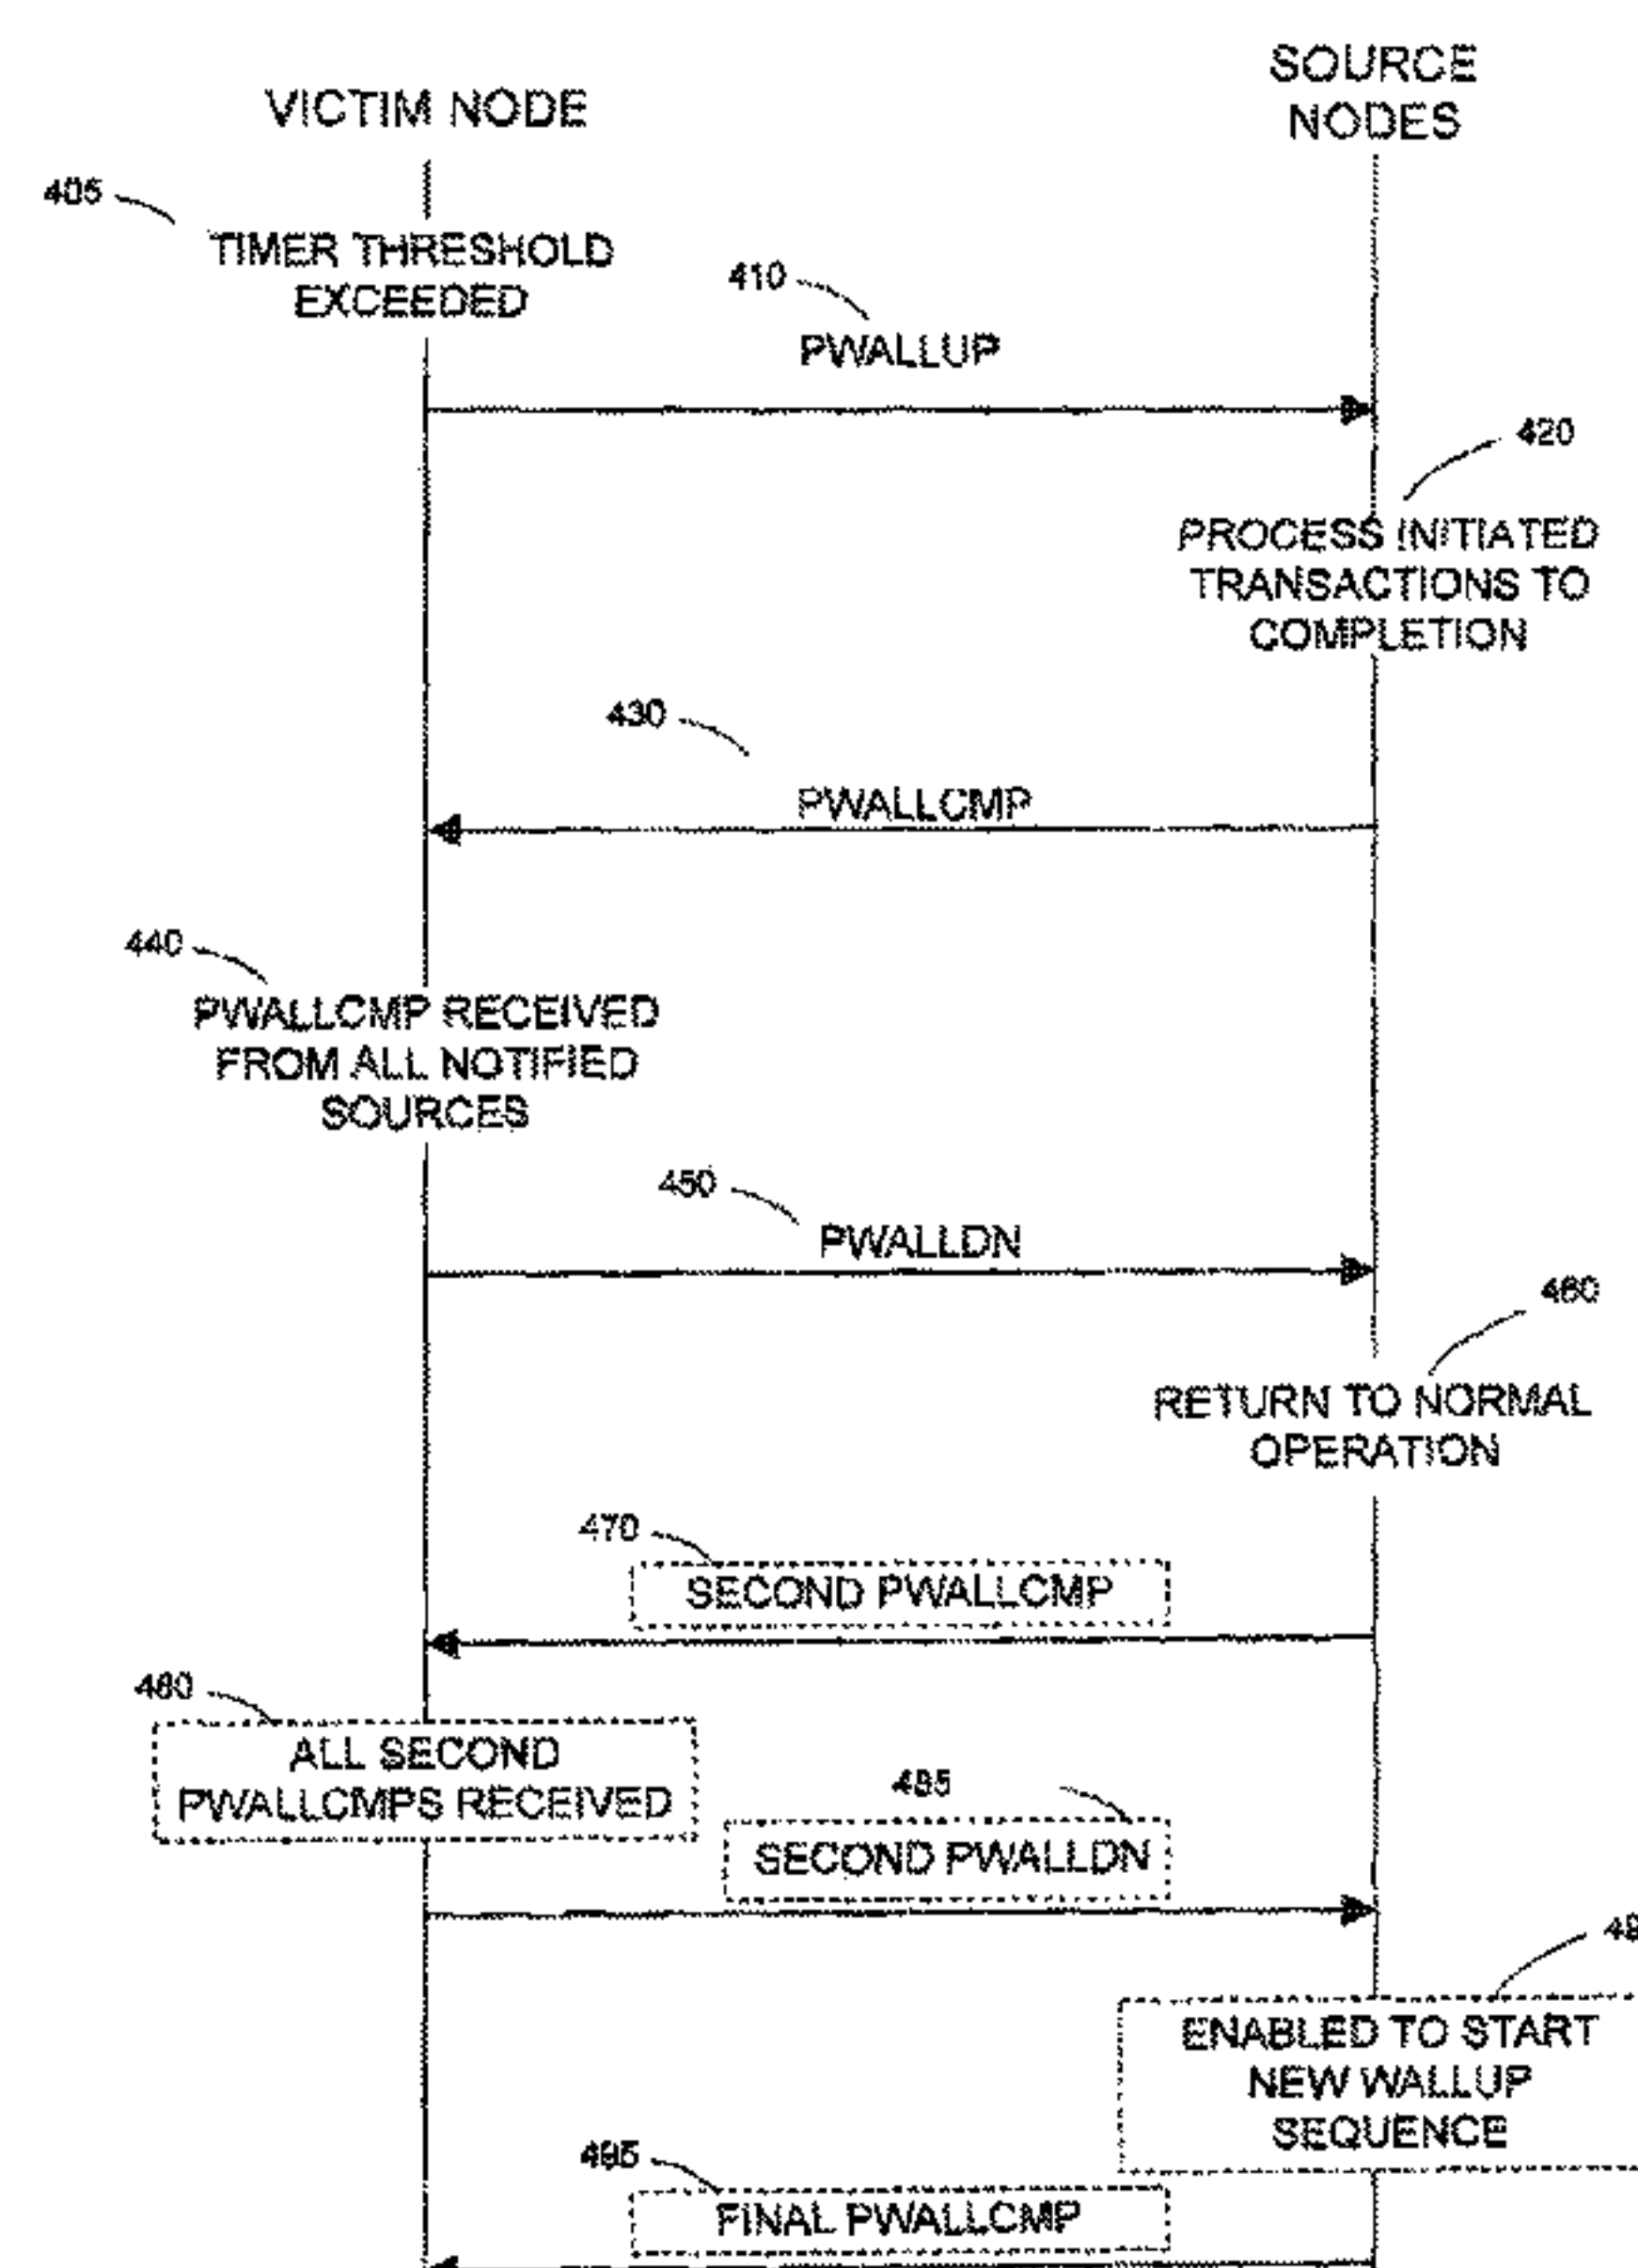 SOURCE
NODES
VICTIM NODE
405
TIMER THRESHOLD
EXCEEDED
410
PWALLUP
420
PROCESS INITIATED
TRANSACTIONS TO
COMPLETION
430
PWALLCMP
440
PWALLCMP RECEIVED
FROM ALL NOTIFIED
SOURCES
450
PWALLDN
460
RETURN TO NORMAL
OPERATION
470
SECOND PWALLCMP
480
ALL SECOND
PWALLCMPS RECEIVED
485
SECOND PWALLDN
ENABLED TO START
NEW WALLUP
SEQUENCE
495
FINAL PWALLCMP